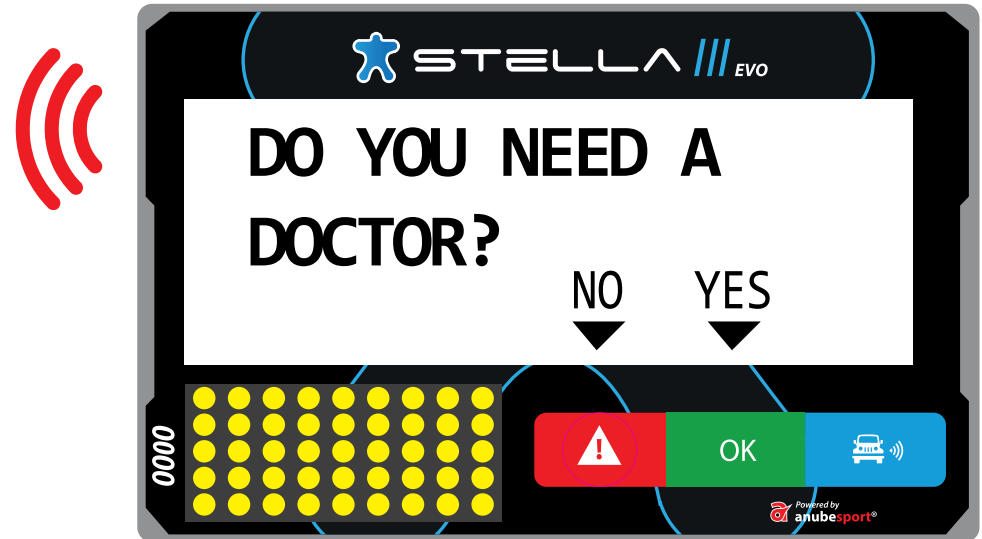 STELLA III EVO
DO YOU NEED A
DOCTOR?
NO YES
0000
OK
Powered by
anubesport®